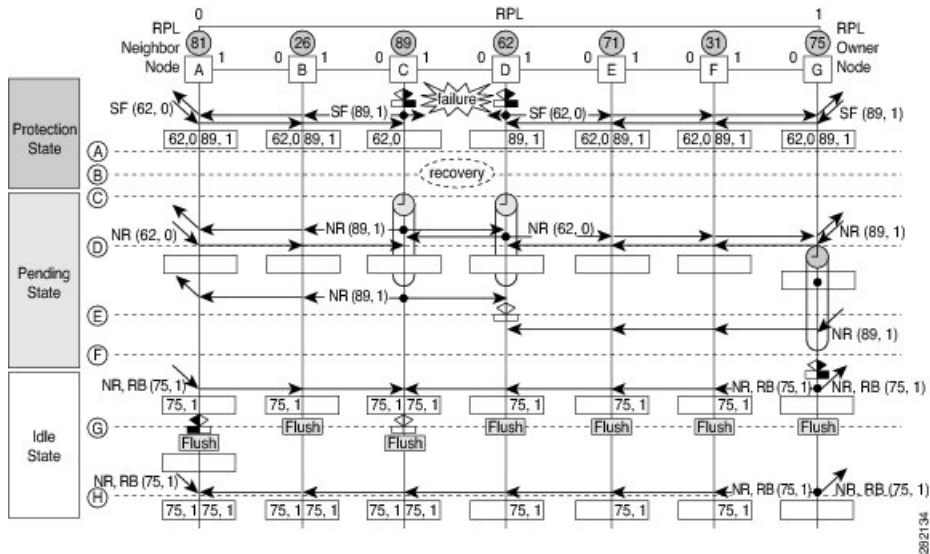 0 RPL 1
RPL Neighbor Node
81 26 89 62 71 31 75
RPL Owner Node
1 0 1 0 1 0 1 0 1 0 1 0
A B C D E F G
failure
SF (62, 0) SF (89, 1) SF (62, 0) SF (89, 1)
Protection State
62,0 89, 1 62,0 89, 1 62,0 89, 1 62,0 89, 1 62,0 89, 1 62,0 89, 1
A
B
recovery
C
NR (62, 0) NR (89, 1) NR (62, 0) NR (89, 1)
D
Pending State
NR (89, 1)
E
NR (89, 1)
F
NR, RB (75, 1) NR, RB (75, 1) NR, RB (75, 1)
75, 1 75, 1 75, 1 75, 1 75, 1 75, 1 75, 1
G
Flush Flush Flush Flush Flush Flush Flush
Idle State
NR, RB (75, 1) NR, RB (75, 1) NR, RB (75, 1)
H
75, 1 75, 1 75, 1 75, 1 75, 1 75, 1 75, 1 75, 1 75, 1
282134